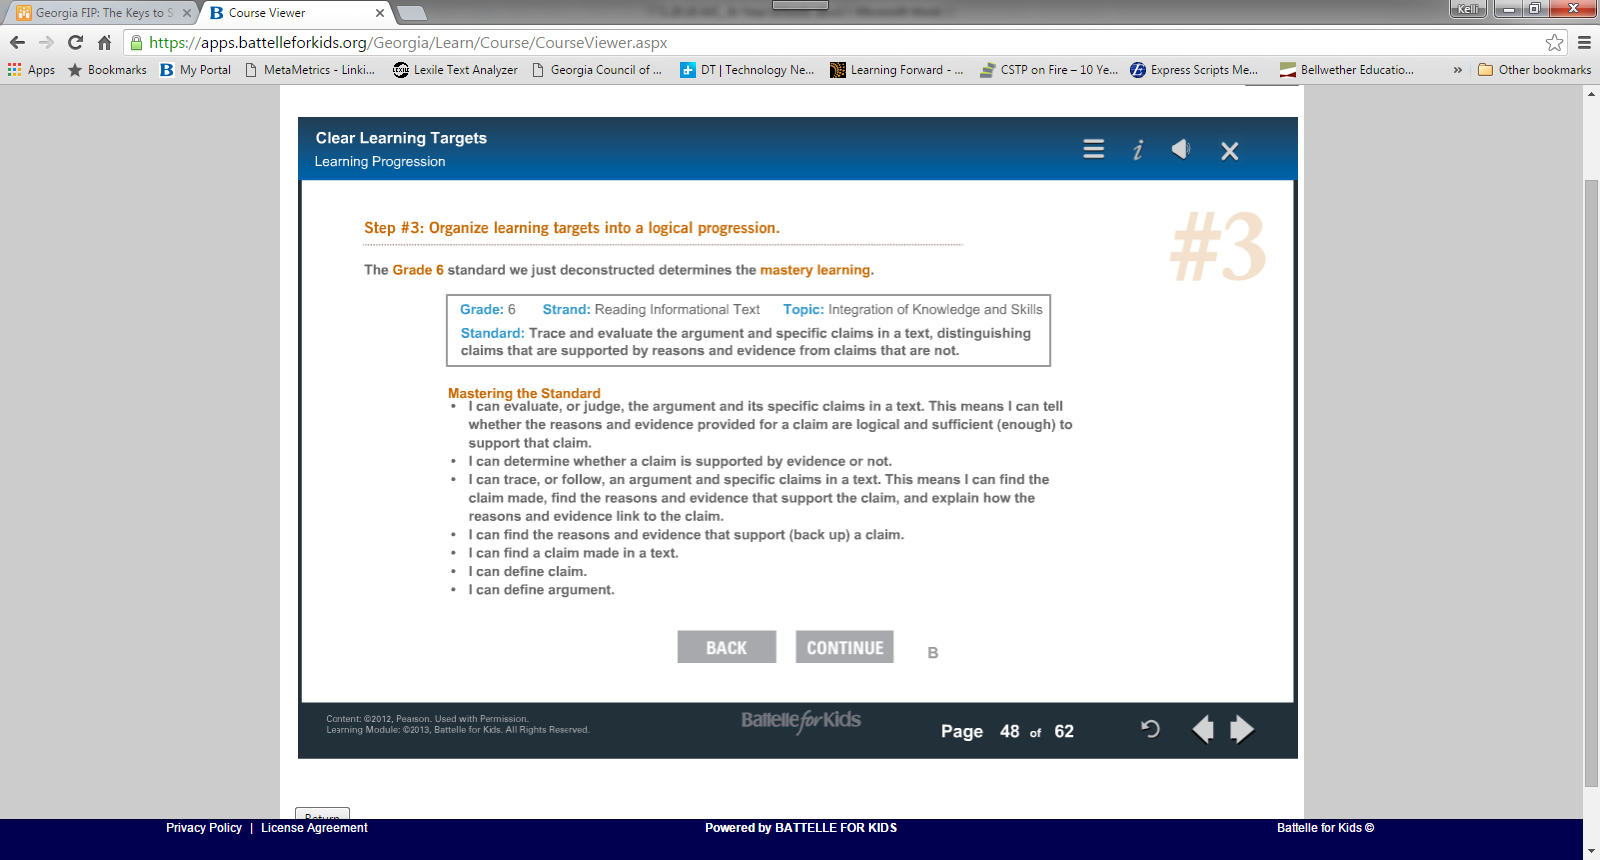 Georgia FIP: The Keys to S
Course Viewer
Kelli
https://apps.battelleforkids.org/Georgia/Learn/Course/CourseViewer.aspx
Apps Bookmarks My Portal MetaMetrics - Linki... Lexile Text Analyzer Georgia Council of ... DT | Technology Ne... Learning Forward - ... CSTP on Fire – 10 Ye... Express Scripts Me... Bellwether Educatio... » Other bookmarks
Clear Learning Targets
Learning Progression
Step #3: Organize learning targets into a logical progression.
#3
The Grade 6 standard we just deconstructed determines the mastery learning.
Grade: 6 Strand: Reading Informational Text Topic: Integration of Knowledge and Skills
Standard: Trace and evaluate the argument and specific claims in a text, distinguishing
claims that are supported by reasons and evidence from claims that are not.
Mastering the Standard
• I can evaluate, or judge, the argument and its specific claims in a text. This means I can tell
whether the reasons and evidence provided for a claim are logical and sufficient (enough) to
support that claim.
• I can determine whether a claim is supported by evidence or not.
• I can trace, or follow, an argument and specific claims in a text. This means I can find the
claim made, find the reasons and evidence that support the claim, and explain how the
reasons and evidence link to the claim.
• I can find the reasons and evidence that support (back up) a claim.
• I can find a claim made in a text.
• I can define claim.
• I can define argument.
BACK CONTINUE B
Content: ©2012, Pearson. Used with Permission.
Learning Module: ©2013, Battelle for Kids. All Rights Reserved.
Battelle for Kids
Page 48 of 62
Return
Privacy Policy | License Agreement
Powered by BATTELLE FOR KIDS
Battelle for Kids ©